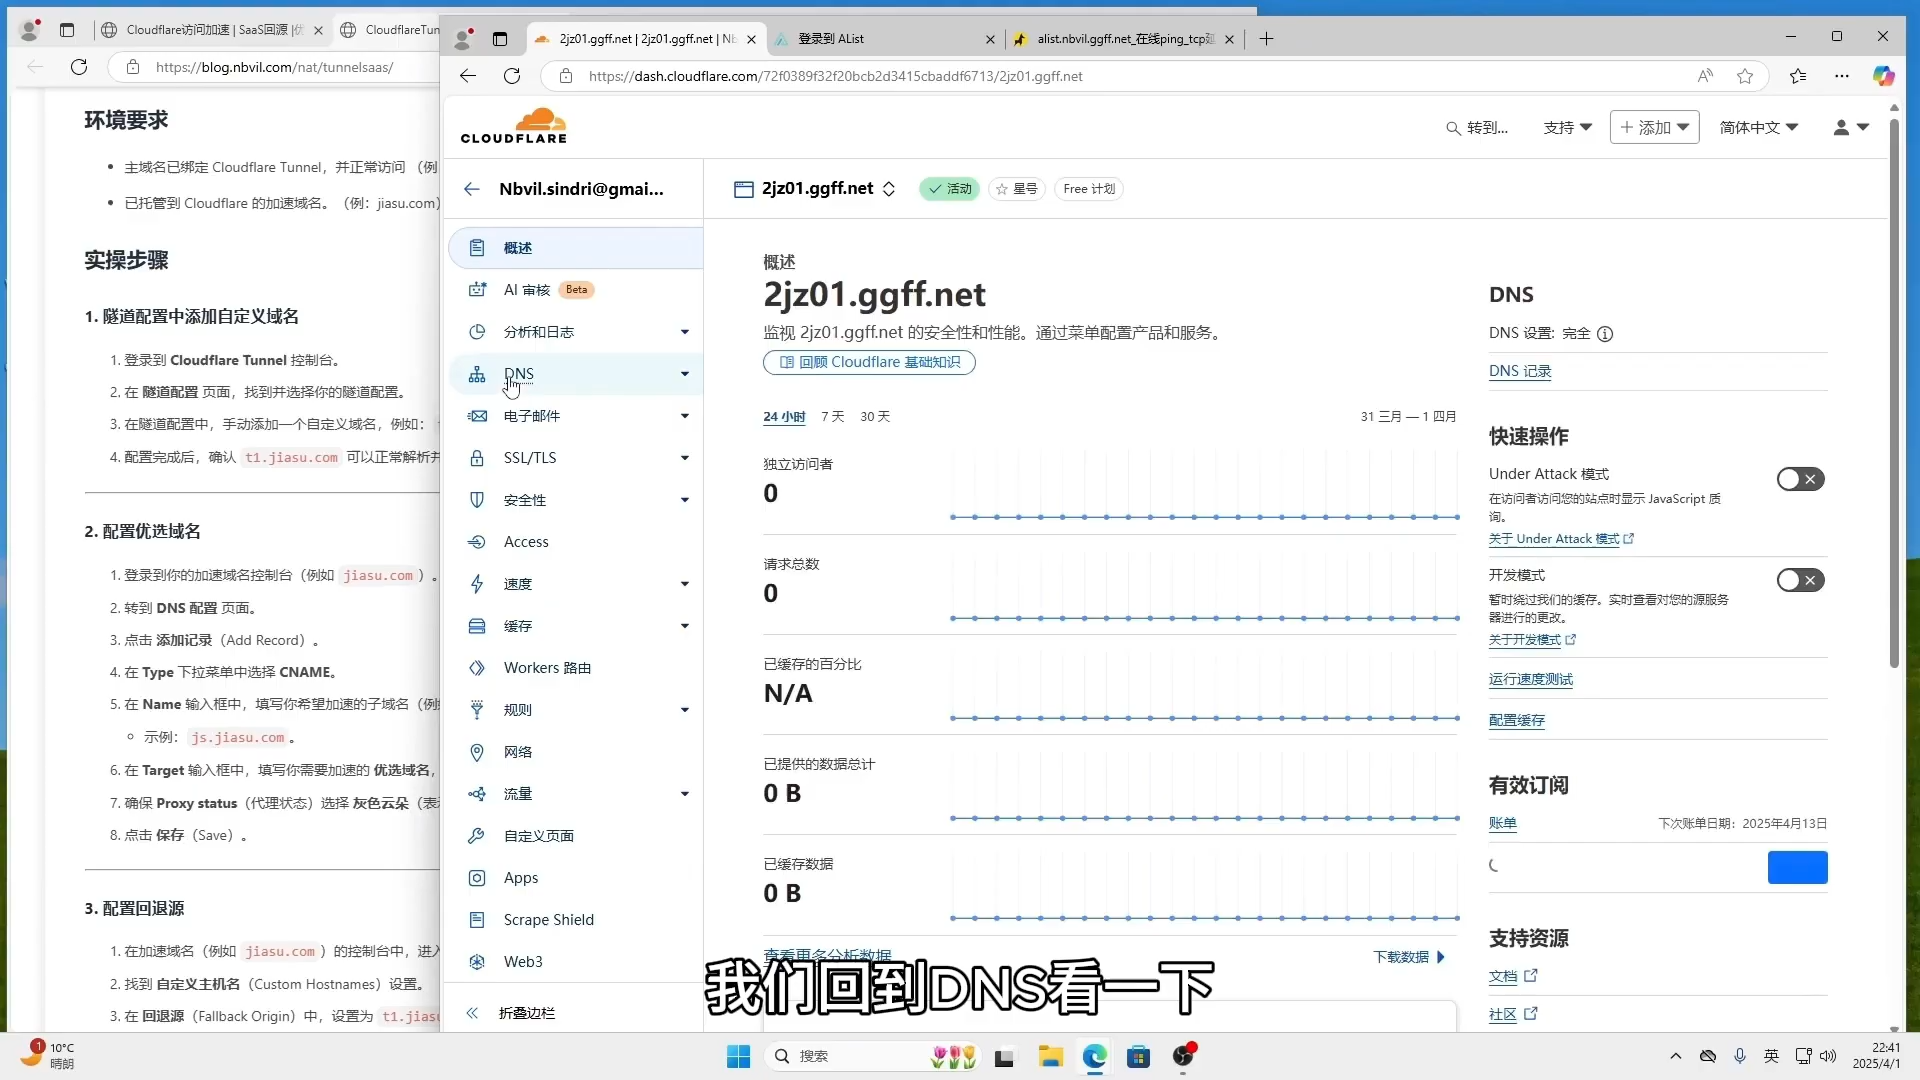 Cloudflare访问加速 | SaaS回源 |优
CloudflareTun
https://blog.nbvil.com/nat/tunnelsaas/
环境要求
主域名已绑定 Cloudflare Tunnel，并正常访问 （例
已托管到 Cloudflare 的加速域名。（例：jiasu.com）
实操步骤
1. 隧道配置中添加自定义域名
1. 登录到 Cloudflare Tunnel 控制台。
2. 在 隧道配置 页面，找到并选择你的隧道配置。
3. 在隧道配置中，手动添加一个自定义域名，例如：
4. 配置完成后，确认 t1.jiasu.com 可以正常解析并
2. 配置优选域名
1. 登录到你的加速域名控制台（例如 jiasu.com ）。
2. 转到 DNS 配置 页面。
3. 点击 添加记录（Add Record）。
4. 在 Type 下拉菜单中选择 CNAME。
5. 在 Name 输入框中，填写你希望加速的子域名（例如
示例： js.jiasu.com 。
6. 在 Target 输入框中，填写你需要加速的 优选域名，
7. 确保 Proxy status（代理状态）选择 灰色云朵（表
8. 点击 保存（Save）。
3. 配置回退源
1. 在加速域名（例如 jiasu.com ）的控制台中，进入
2. 找到 自定义主机名（Custom Hostnames）设置。
3. 在 回退源（Fallback Origin）中，设置为 t1.jiasu
2jz01.ggff.net | 2jz01.ggff.net | Nb
登录到 AList
alist.nbvil.ggff.net_在线ping_tcp延
https://dash.cloudflare.com/72f0389f32f20bcb2d3415cbaddf6713/2jz01.ggff.net
CLOUDFLARE
转到...
支持
添加
简体中文
Nbvil.sindri@gmai...
2jz01.ggff.net
活动
星号
Free 计划
概述
AI 审核 Beta
分析和日志
DNS
电子邮件
SSL/TLS
安全性
Access
速度
缓存
Workers 路由
规则
网络
流量
自定义页面
Apps
Scrape Shield
Web3
折叠边栏
概述
2jz01.ggff.net
监视 2jz01.ggff.net 的安全性和性能。通过菜单配置产品和服务。
回顾 Cloudflare 基础知识
24 小时 7 天 30 天
31 三月 — 1 四月
独立访问者
0
请求总数
0
已缓存的百分比
N/A
已提供的数据总计
0 B
已缓存数据
0 B
查看更多分析数据
下载数据
DNS
DNS 设置: 完全
DNS 记录
快速操作
Under Attack 模式
在访问者访问您的站点时显示 JavaScript 质
询。
关于 Under Attack 模式
开发模式
暂时绕过我们的缓存。实时查看对您的源服务
器进行的更改。
关于开发模式
运行速度测试
配置缓存
有效订阅
账单
下次账单日期：2025年4月13日
支持资源
文档
社区
我们回到DNS看一下
1
10°C
晴朗
搜索
英
22:41
2025/4/1